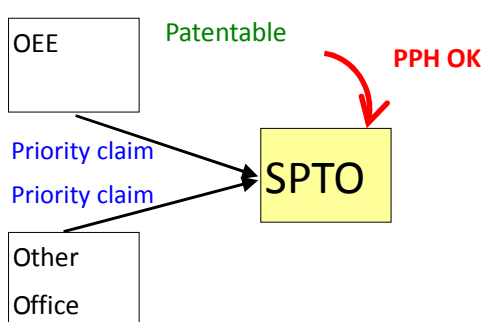 OEE
Patentable
PPH OK
Priority claim
Priority claim
SPTO
Other
Office